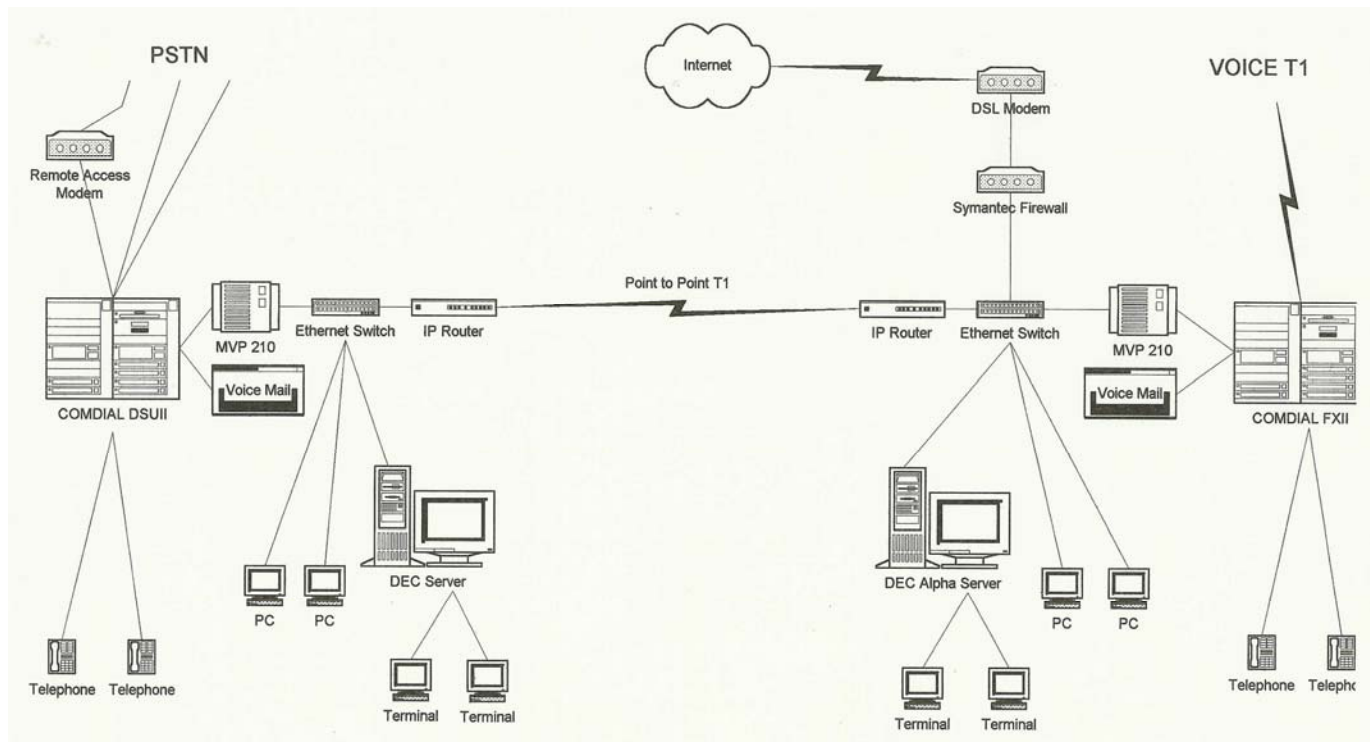 PSTN
Internet
DSL Modem
VOICE T1
Remote Access
Modem
Symantec Firewall
Point to Point T1
MVP 210
Ethernet Switch
IP Router
IP Router
Ethernet Switch
MVP 210
Voice Mail
Voice Mail
COMDIAL DSUII
COMDIAL FXII
DEC Server
DEC Alpha Server
PC
PC
PC
PC
Telephone
Telephone
Terminal
Terminal
Terminal
Terminal
Telephone
Telephc